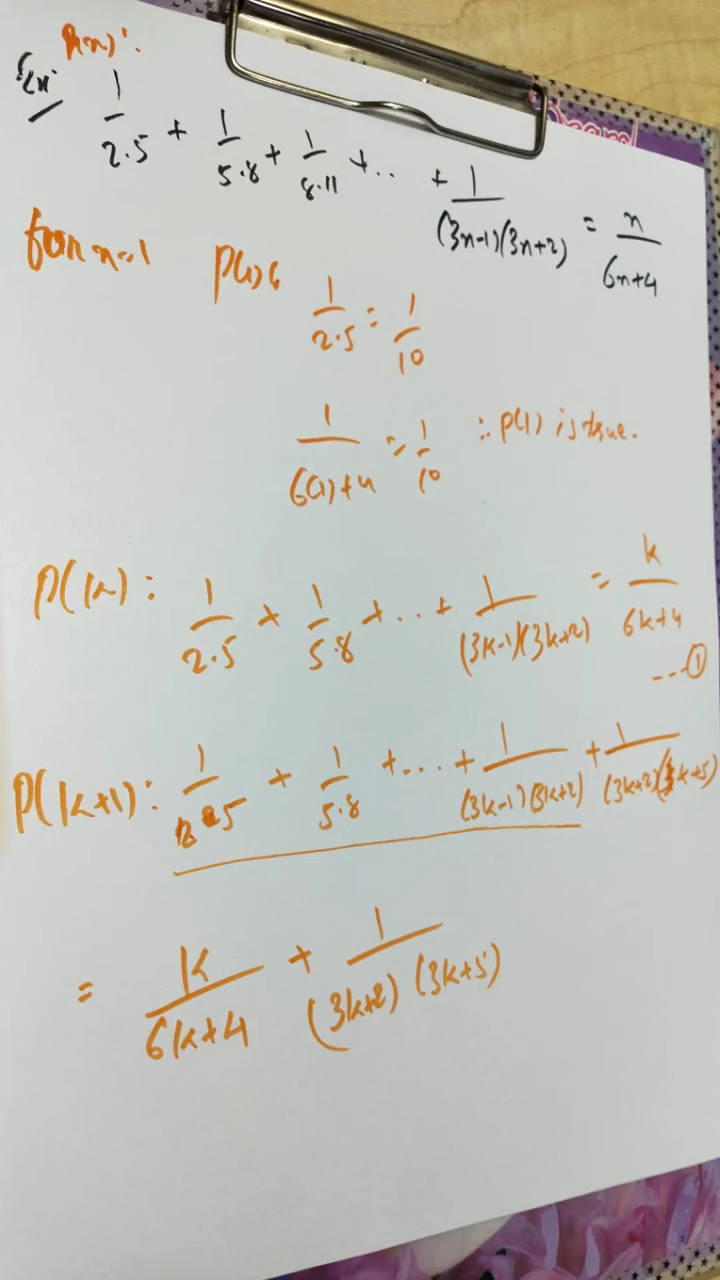 P(n):
Ex. 1/2.5 + 1/5.8 + 1/8.11 + .. + 1/(3n-1)(3n+2) = n/6n+4
for n=1 P(1)
1/2.5 = 1/10
1/6(1)+4 = 1/10 ∴ P(1) is true.
P(k): 1/2.5 + 1/5.8 + .. + 1/(3k-1)(3k+2) = k/6k+4
---①
P(k+1): 1/2.5 + 1/5.8 + ... + 1/(3k-1)(3k+2) + 1/(3k+2)(3k+5)
= k/6k+4 + 1/(3k+2)(3k+5)